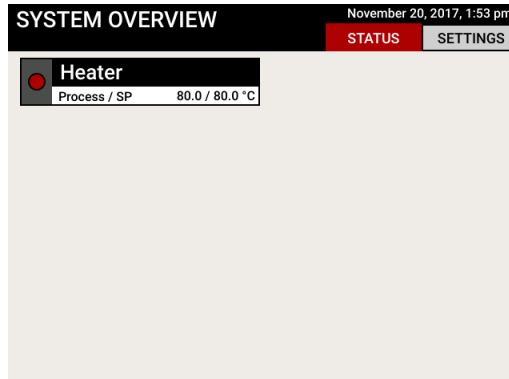 SYSTEM OVERVIEW
November 20, 2017, 1:53 pm
STATUS
SETTINGS
Heater
Process / SP 80.0 / 80.0 °C